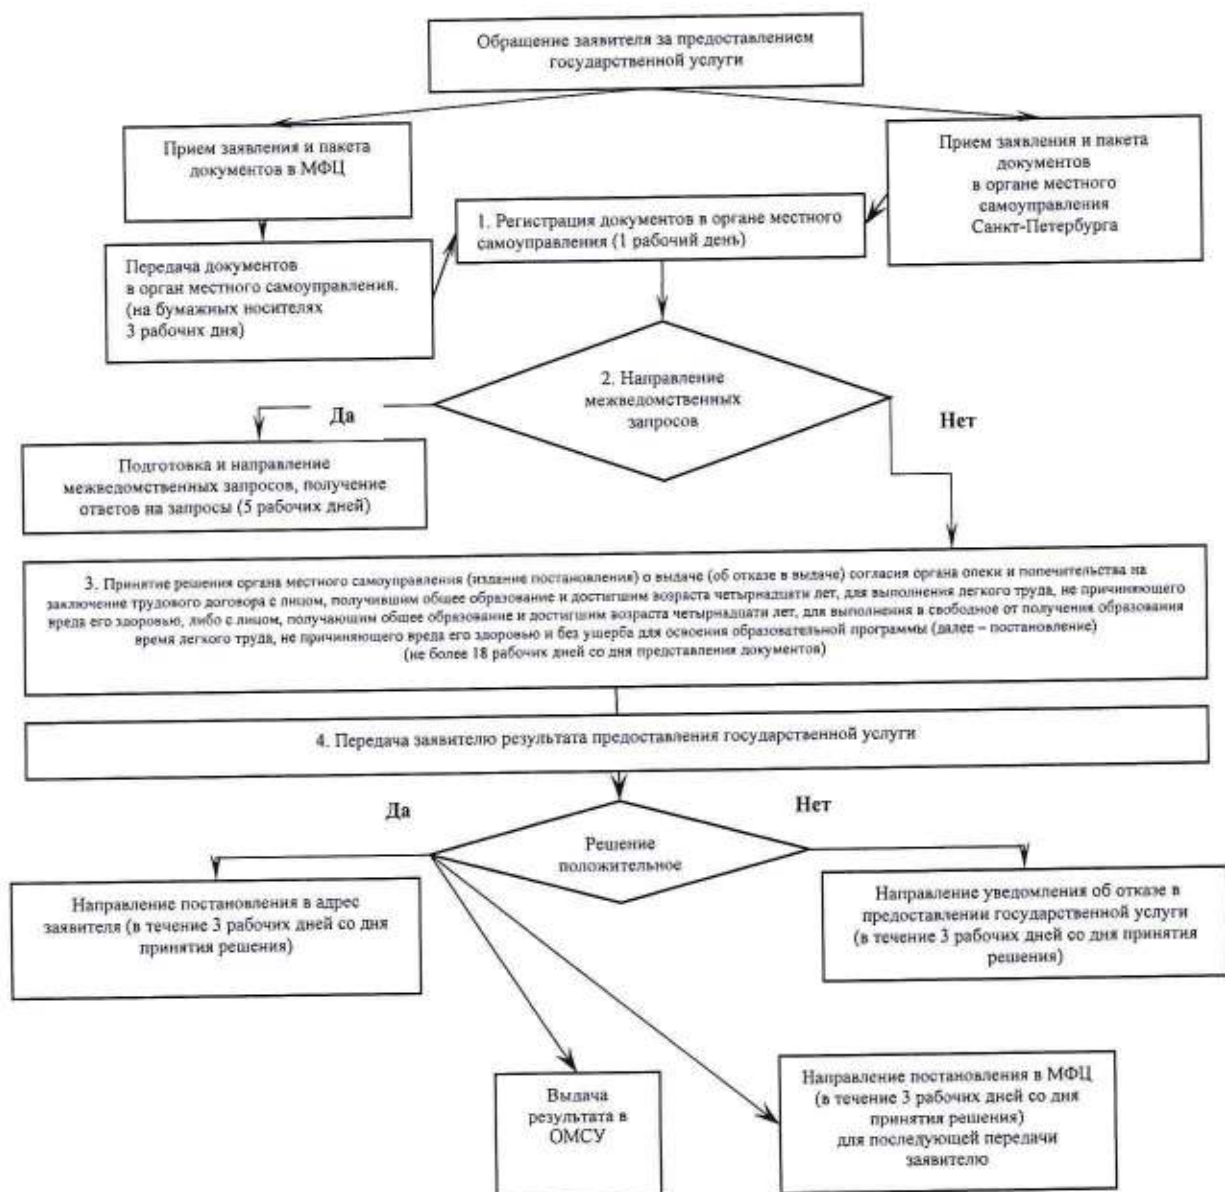 Обращение заявителя за предоставлением
государственной услуги
Прием заявления и пакета
документов в МФЦ
Прием заявления и пакета
документов
в органе местного
самоуправления
Санкт-Петербурга
1. Регистрация документов в органе местного
самоуправления (1 рабочий день)
Передача документов
в орган местного самоуправления.
(на бумажных носителях
3 рабочих дня)
2. Направление
межведомственных
запросов
Да
Нет
Подготовка и направление
межведомственных запросов, получение
ответов на запросы (5 рабочих дней)
3. Принятие решения органа местного самоуправления (издание постановления) о выдаче (об отказе в выдаче) согласия органа опеки и попечительства на
заключение трудового договора с лицом, получившим общее образование и достигшим возраста четырнадцати лет, для выполнения легкого труда, не причиняющего
вреда его здоровью, либо с лицом, получающим общее образование и достигшим возраста четырнадцати лет, для выполнения в свободное от получения образования
время легкого труда, не причиняющего вреда его здоровью и без ущерба для освоения образовательной программы (далее – постановление)
(не более 18 рабочих дней со дня представления документов)
4. Передача заявителю результата предоставления государственной услуги
Да
Нет
Решение
положительное
Направление постановления в адрес
заявителя (в течение 3 рабочих дней со дня
принятия решения)
Направление уведомления об отказе в
предоставлении государственной услуги
(в течение 3 рабочих дней со дня принятия
решения)
Выдача
результата в
ОМСУ
Направление постановления в МФЦ
(в течение 3 рабочих дней со дня
принятия решения)
для последующей передачи
заявителю